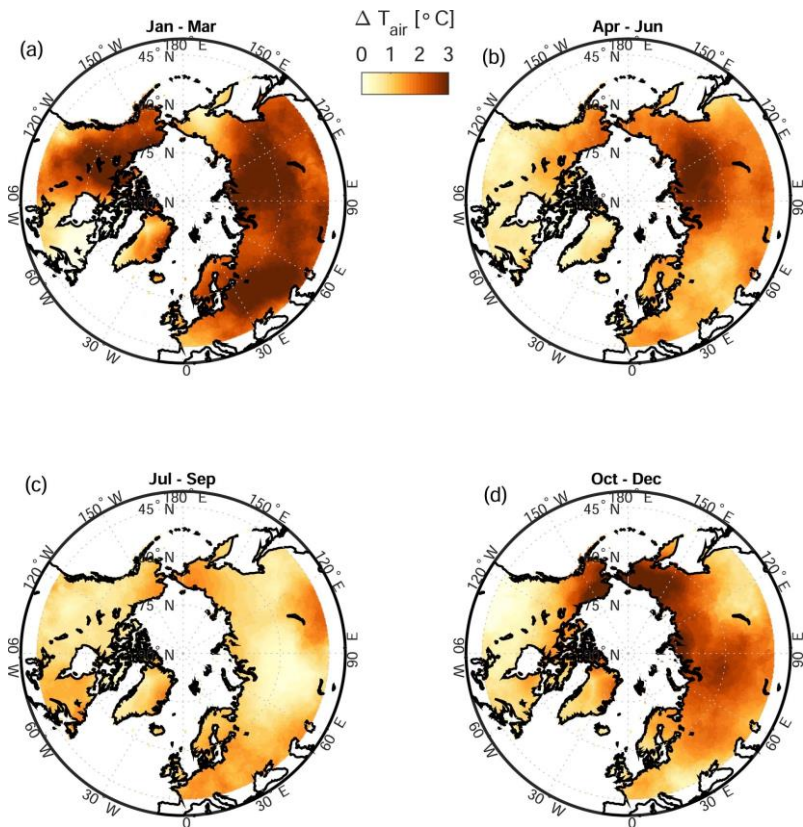 Jan - Mar
Δ T_air [°C]
Apr - Jun
(a)
180° E
45° N
150° E
120° E
90° E
60° E
30° E
0°
30° W
60° W
90° W
120° W
150° W
75° N
0 1 2 3
(b)
180° E
45° N
150° E
120° E
90° E
60° E
30° E
0°
30° W
60° W
90° W
120° W
150° W
75° N
Jul - Sep
Oct - Dec
(c)
180° E
45° N
150° E
120° E
90° E
60° E
30° E
0°
30° W
60° W
90° W
120° W
150° W
75° N
(d)
180° E
45° N
150° E
120° E
90° E
60° E
30° E
0°
30° W
60° W
90° W
120° W
150° W
75° N